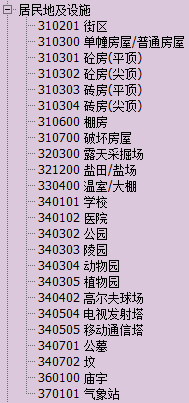 居民地及设施
310201 街区
310300 单幢房屋/普通房屋
310301 砼房(平顶)
310302 砼房(尖顶)
310303 砖房(平顶)
310304 砖房(尖顶)
310600 棚房
310700 破坏房屋
320300 露天采掘场
321200 盐田/盐场
330400 温室/大棚
340101 学校
340102 医院
340302 公园
340303 陵园
340304 动物园
340305 植物园
340402 高尔夫球场
340504 电视发射塔
340505 移动通信塔
340701 公墓
340702 坟
360100 庙宇
370101 气象站